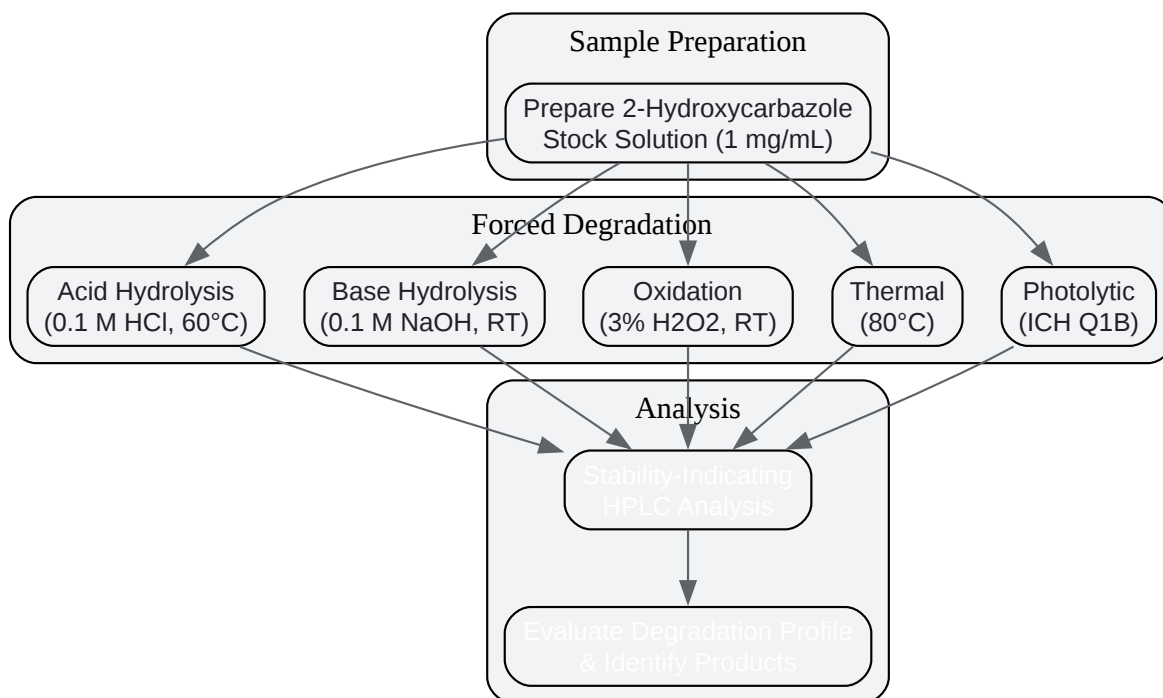 Sample Preparation
Prepare 2-Hydroxycarbazole
Stock Solution (1 mg/mL)
Forced Degradation
Acid Hydrolysis
(0.1 M HCl, 60°C)
Base Hydrolysis
(0.1 M NaOH, RT)
Oxidation
(3% H2O2, RT)
Thermal
(80°C)
Photolytic
(ICH Q1B)
Analysis
Stability-Indicating
HPLC Analysis
Evaluate Degradation Profile
& Identify Products